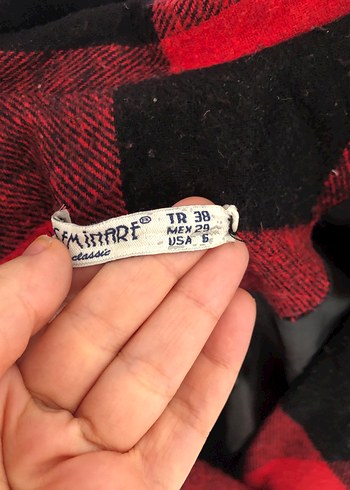 SEMINARE®
classic
TR 38
MEX 29
USA 6